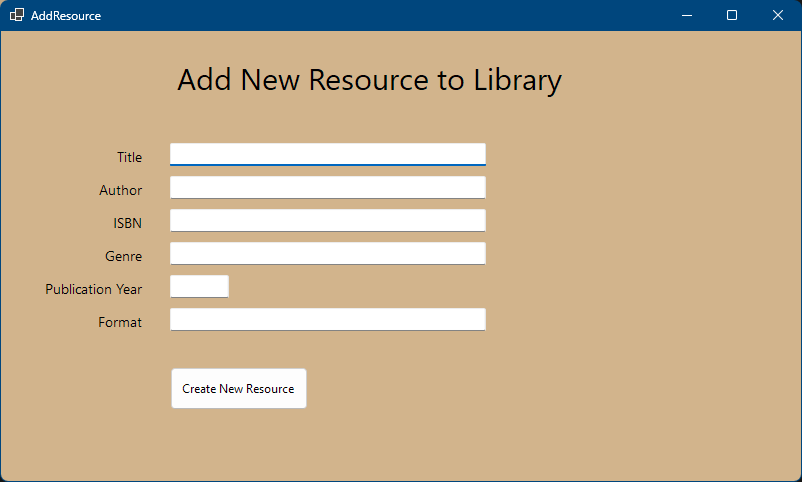 AddResource
Add New Resource to Library
Title
Author
ISBN
Genre
Publication Year
Format
Create New Resource